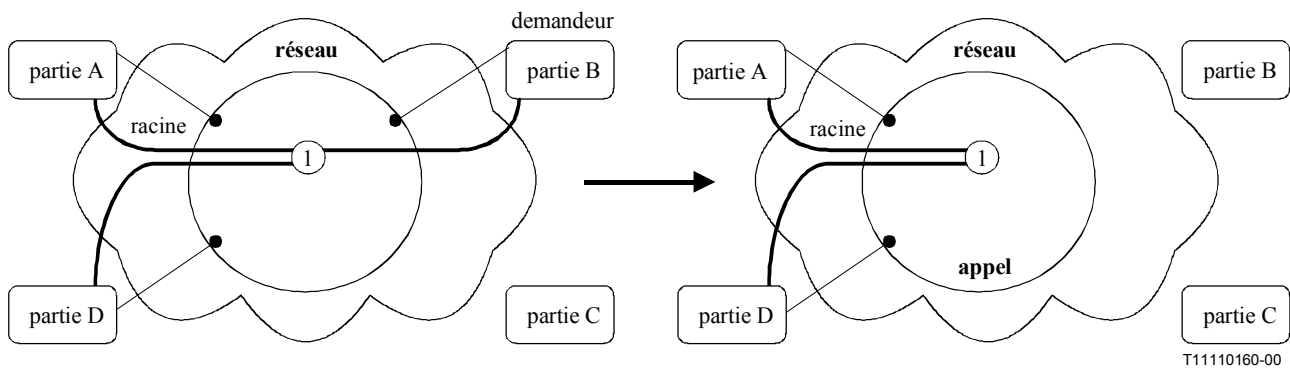 demandeur
partie A
réseau
partie B
racine
1
partie D
partie C
partie A
réseau
partie B
racine
1
appel
partie D
partie C
T11110160-00